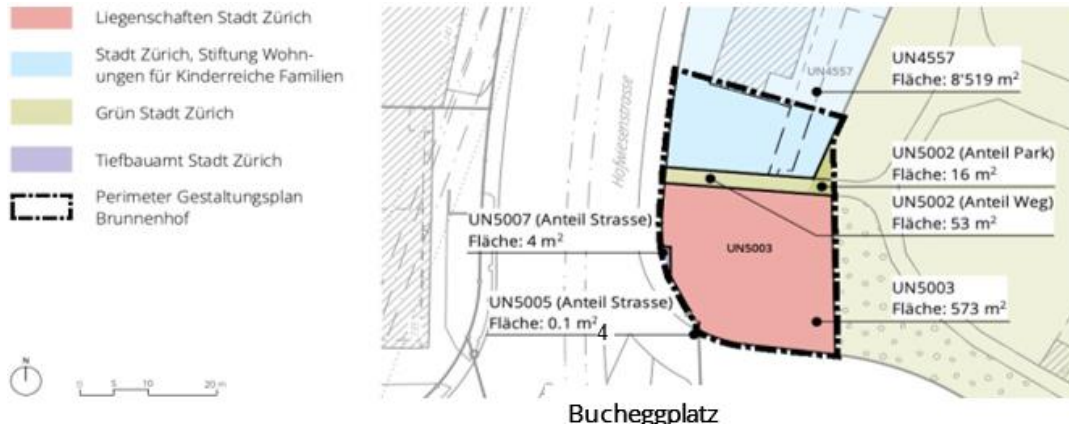 Liegenschaften Stadt Zürich
Stadt Zürich, Stiftung Wohn-
ungen für Kinderreiche Familien
Grün Stadt Zürich
Tiefbauamt Stadt Zürich
Perimeter Gestaltungsplan
Brunnenhof
N
0 5 10 20 m
Hofwiesenstrasse
UN4557
UN4557
Fläche: 8'519 m²
UN5002 (Anteil Park)
Fläche: 16 m²
UN5002 (Anteil Weg)
Fläche: 53 m²
UN5007 (Anteil Strasse)
Fläche: 4 m²
UN5003
UN5003
Fläche: 573 m²
UN5005 (Anteil Strasse)
Fläche: 0.1 m²
4
Bucheggplatz